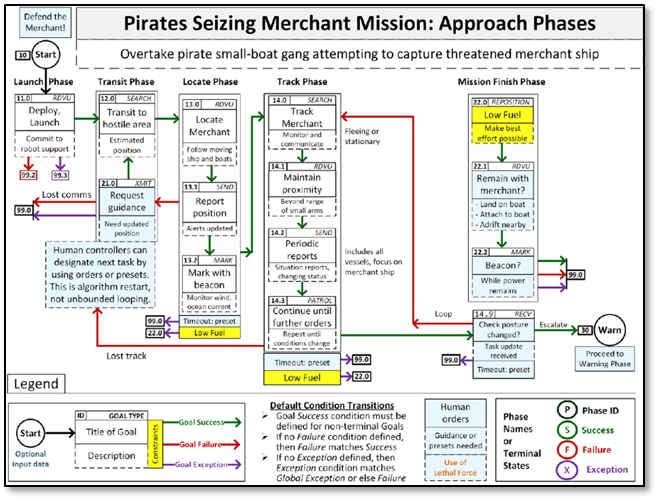 Defend the
Merchant!
Pirates Seizing Merchant Mission: Approach Phases
10
Start
Overtake pirate small-boat gang attempting to capture threatened merchant ship
Launch Phase
Transit Phase
Locate Phase
Track Phase
Mission Finish Phase
11.0 RDVU
Deploy,
Launch
Commit to
robot support
99.2
99.3
12.0 SEARCH
Transit to
hostile area
Estimated
position
21.0 XMIT
Request
guidance
Need updated
position
Lost comms
99.0
Human controllers can
designate next task by
using orders or presets.
This is algorithm restart,
not unbounded looping.
13.0 RDVU
Locate
Merchant
Follow moving
ship and boats
13.1 SEND
Report
position
Alerts updated
13.2 MARK
Mark with
beacon
Monitor wind,
ocean current
99.0
Timeout: preset
22.0
Low Fuel
Lost track
14.0 SEARCH
Track
Merchant
Monitor and
communicate
14.1 RDVU
Maintain
proximity
Beyond range
of small arms
14.2 SEND
Periodic
reports
Situation reports,
changing status
14.3 PATROL
Continue until
further orders
Repeat until
conditions change
Timeout: preset
99.0
Low Fuel
22.0
Fleeing or
stationary
Includes all
vessels, focus on
merchant ship
Loop
22.0 REPOSITION
Low Fuel
Make best
effort possible
22.1 RDVU
Remain with
merchant?
- Land on boat
- Attach to boat
- Adrift nearby
22.2 MARK
Beacon?
While power
remains
99.0
14.9 RECV
Check posture
changed?
Task update
received
Timeout: preset
99.0
Escalate
30
Warn
Proceed to
Warning Phase
Legend
Start
Optional
input data
ID GOAL TYPE
Title of Goal
Description
Constraints
Goal Success
Goal Failure
Goal Exception
Default Condition Transitions
➤ Goal Success condition must be
defined for non-terminal Goals
➤ If no Failure condition defined,
then Failure matches Success
➤ If no Exception defined, then
Exception condition matches
Global Exception or else Failure
Human
orders
Guidance or
presets needed
Use of
Lethal Force
Phase
Names
or
Terminal
States
P Phase ID
S Success
F Failure
X Exception